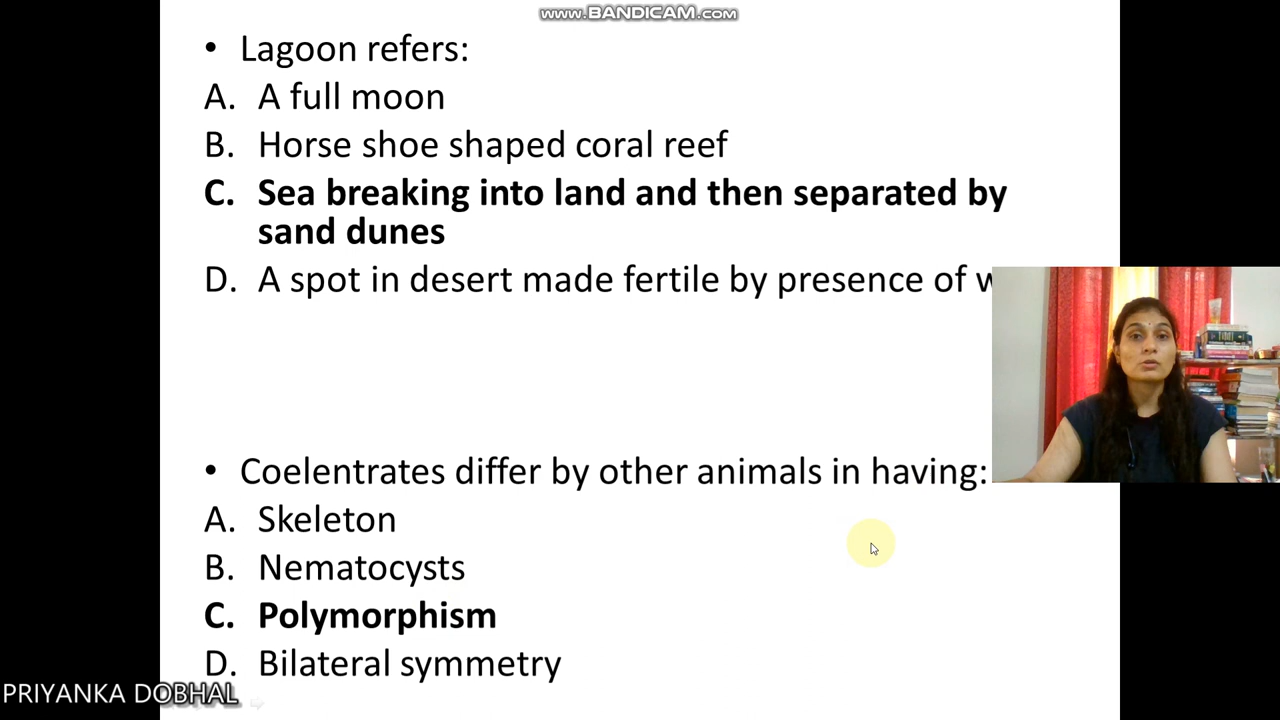 www.BANDICAM.com
• Lagoon refers:
A. A full moon
B. Horse shoe shaped coral reef
C. Sea breaking into land and then separated by
sand dunes
D. A spot in desert made fertile by presence of
• Coelentrates differ by other animals in having:
A. Skeleton
B. Nematocysts
C. Polymorphism
D. Bilateral symmetry
PRIYANKA DOBHAL